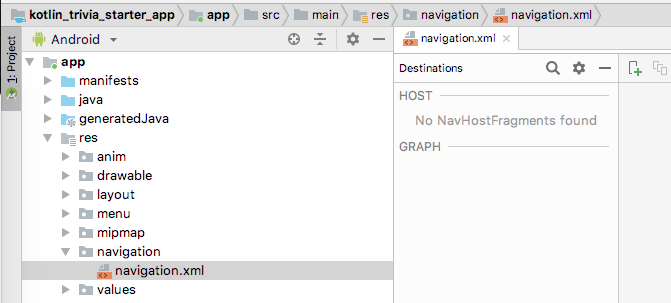 kotlin_trivia_starter_app app src main res navigation navigation.xml
1: Project
Android
navigation.xml
app
Destinations
manifests
HOST
java
No NavHostFragments found
generatedJava
res
GRAPH
anim
drawable
layout
menu
mipmap
navigation
navigation.xml
values